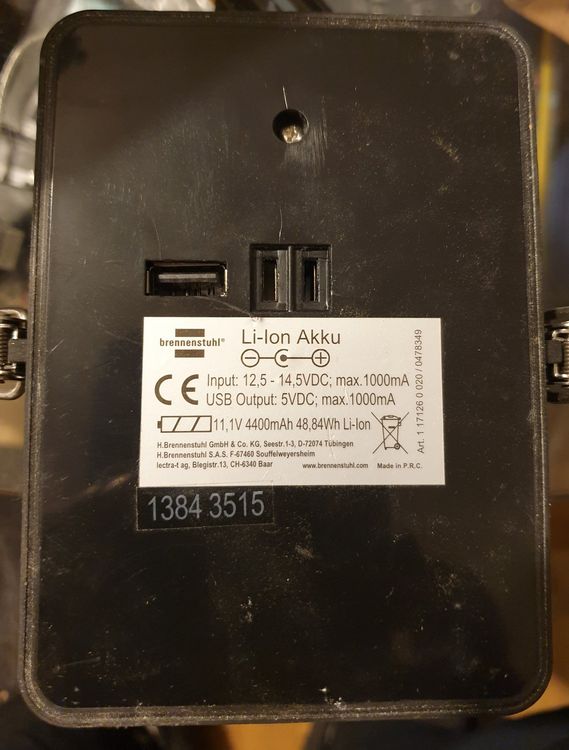 brennenstuhl®
Li-Ion Akku
Input: 12,5 - 14,5VDC; max.1000mA
USB Output: 5VDC; max.1000mA
11,1V 4400mAh 48,84Wh Li-Ion
H.Brennenstuhl GmbH & Co. KG, Seestr.1-3, D-72074 Tübingen
H.Brennenstuhl S.A.S. F-67460 Souffelweyersheim
lectra-t ag, Blegistr.13, CH-6340 Baar www.brennenstuhl.com Made in P.R.C.
Art. 1 17126 0 020 / 0478349
1384 3515